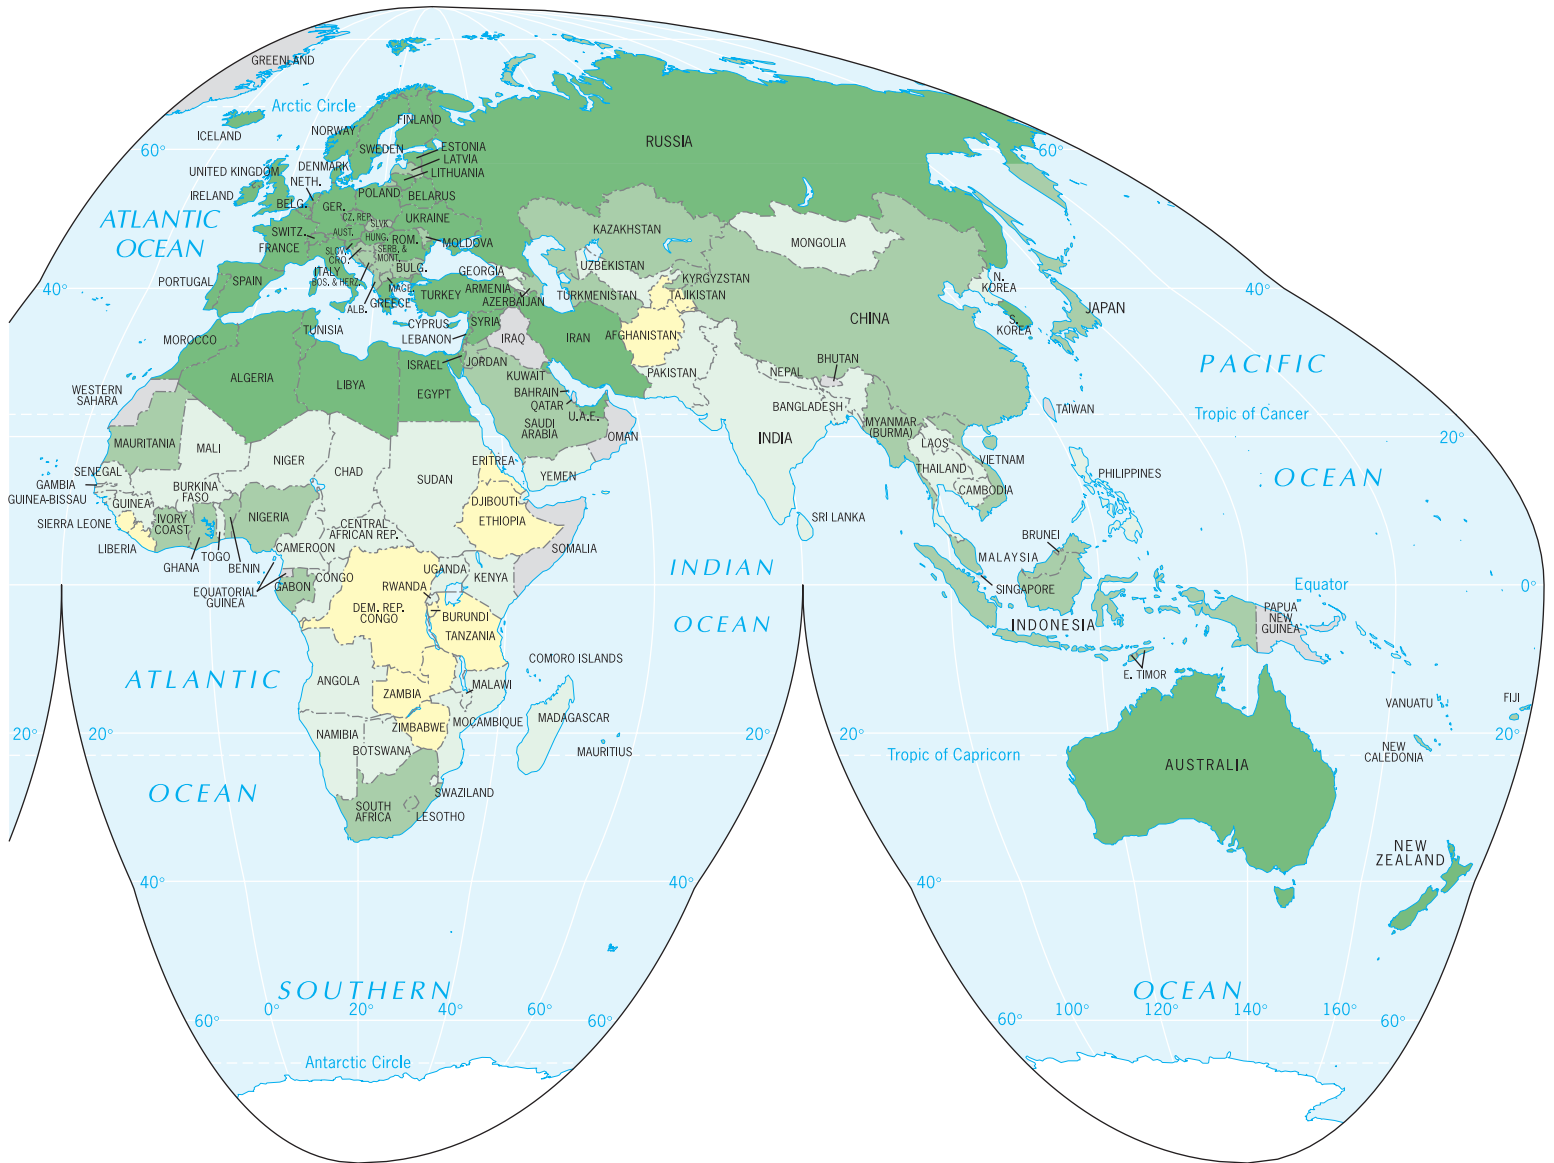 GREENLAND
Arctic Circle
ICELAND
NORWAY
FINLAND
SWEDEN
RUSSIA
60°
60°
ESTONIA
LATVIA
LITHUANIA
UNITED KINGDOM
DENMARK
NETH.
IRELAND
POLAND
BELARUS
BELG.
GER.
CZ. REP.
SLVK.
UKRAINE
ATLANTIC
OCEAN
SWITZ.
AUST.
HUNG.
ROM.
MOLDOVA
FRANCE
SLOV.
CRO.
SERB. &
MONT.
KAZAKHSTAN
MONGOLIA
ITALY
BOS. & HERZ.
BULG.
GEORGIA
UZBEKISTAN
PORTUGAL
SPAIN
MACE.
ARMENIA
KYRGYZSTAN
40°
ALB.
GREECE
TURKEY
AZERBAIJAN
TURKMENISTAN
TAJIKISTAN
N.
KOREA
40°
JAPAN
TUNISIA
CYPRUS
SYRIA
LEBANON
IRAQ
IRAN
AFGHANISTAN
CHINA
S.
KOREA
MOROCCO
ISRAEL
JORDAN
KUWAIT
PAKISTAN
NEPAL
BHUTAN
PACIFIC
ALGERIA
LIBYA
EGYPT
BAHRAIN
QATAR
U.A.E.
BANGLADESH
WESTERN
SAHARA
SAUDI
ARABIA
OMAN
INDIA
MYANMAR
(BURMA)
TAIWAN
Tropic of Cancer
20°
MAURITANIA
MALI
NIGER
CHAD
SUDAN
ERITREA
YEMEN
LAOS
THAILAND
VIETNAM
CAMBODIA
PHILIPPINES
OCEAN
SENEGAL
GAMBIA
GUINEA-BISSAU
GUINEA
BURKINA
FASO
DJIBOUTI
ETHIOPIA
SIERRA LEONE
IVORY
COAST
NIGERIA
CENTRAL
AFRICAN REP.
SRI LANKA
LIBERIA
GHANA
TOGO
BENIN
CAMEROON
SOMALIA
BRUNEI
MALAYSIA
EQUATORIAL
GUINEA
GABON
CONGO
UGANDA
RWANDA
KENYA
INDIAN
OCEAN
SINGAPORE
Equator
0°
DEM. REP.
CONGO
BURUNDI
TANZANIA
INDONESIA
PAPUA
NEW
GUINEA
COMORO ISLANDS
E. TIMOR
ATLANTIC
OCEAN
ANGOLA
ZAMBIA
MALAWI
MOCAMBIQUE
MADAGASCAR
VANUATU
FIJI
20°
20°
NAMIBIA
ZIMBABWE
BOTSWANA
MAURITIUS
20°
20°
Tropic of Capricorn
NEW
CALEDONIA
20°
AUSTRALIA
SWAZILAND
SOUTH
AFRICA
LESOTHO
NEW
ZEALAND
40°
40°
40°
SOUTHERN
OCEAN
60°
0°
20°
40°
60°
60°
60°
100°
120°
140°
160°
60°
Antarctic Circle